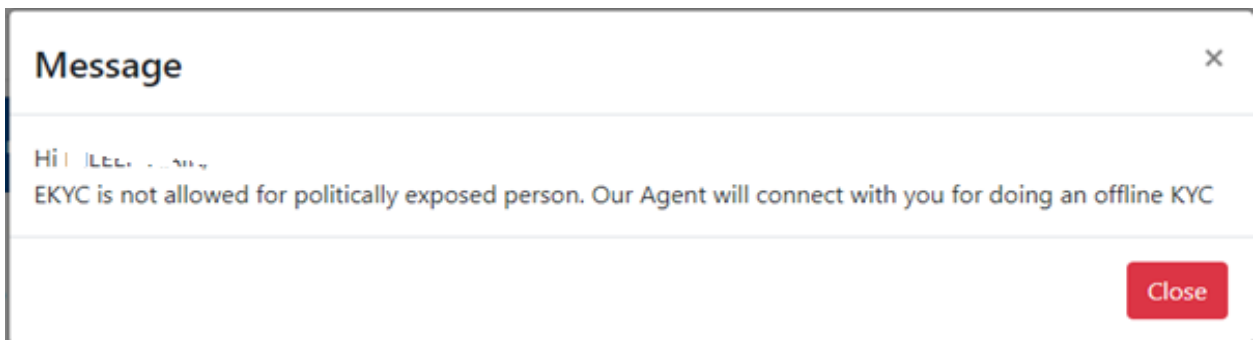 Message
×
Hi
EKYC is not allowed for politically exposed person. Our Agent will connect with you for doing an offline KYC
Close